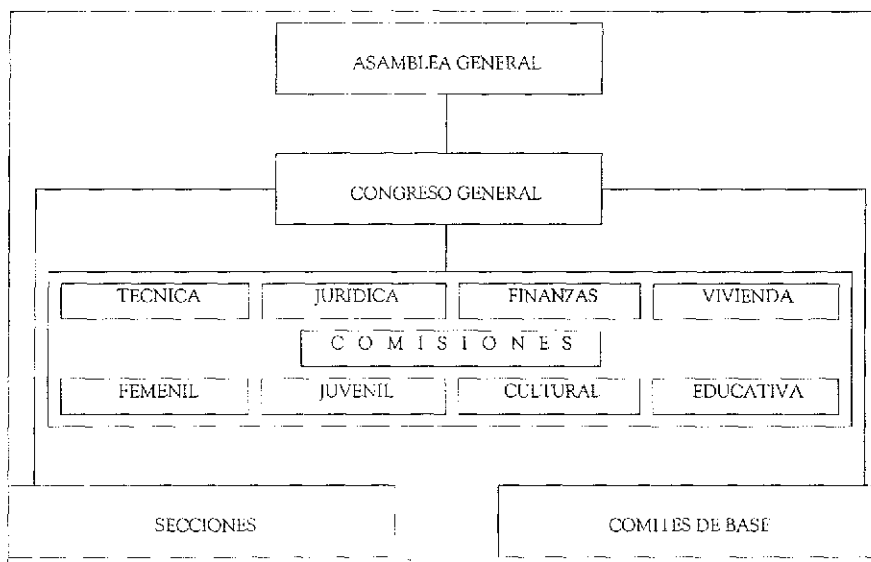 ASAMBLEA GENERAL
CONGRESO GENERAL
TECNICA JURIDICA FINANZAS VIVIENDA
C O M I S I O N E S
FEMENIL JUVENIL CULTURAL EDUCATIVA
SECCIONES COMITES DE BASE